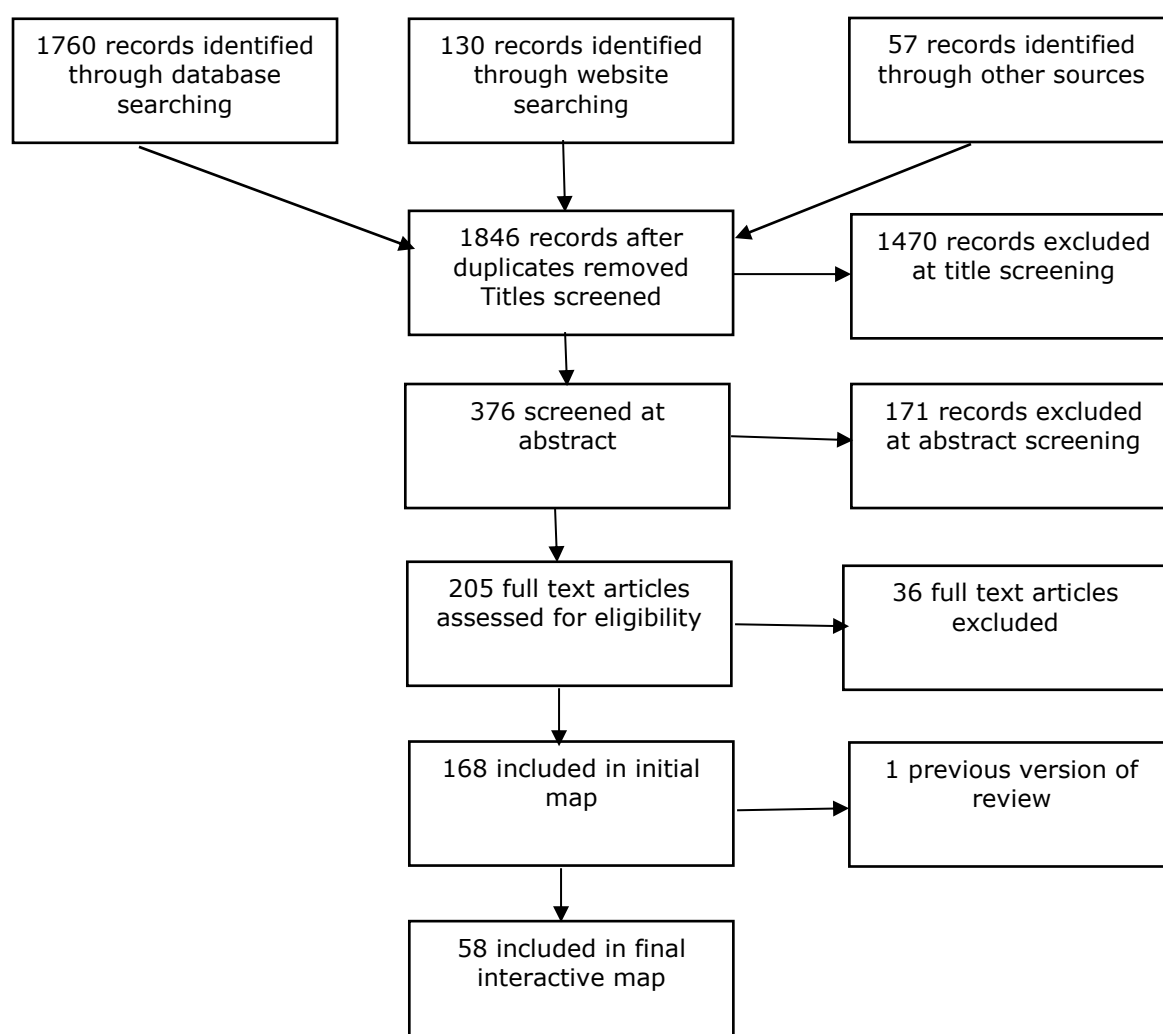 1760 records identified
through database
searching
130 records identified
through website
searching
57 records identified
through other sources
1846 records after
duplicates removed
Titles screened
1470 records excluded
at title screening
376 screened at
abstract
171 records excluded
at abstract screening
205 full text articles
assessed for eligibility
36 full text articles
excluded
168 included in initial
map
1 previous version of
review
58 included in final
interactive map